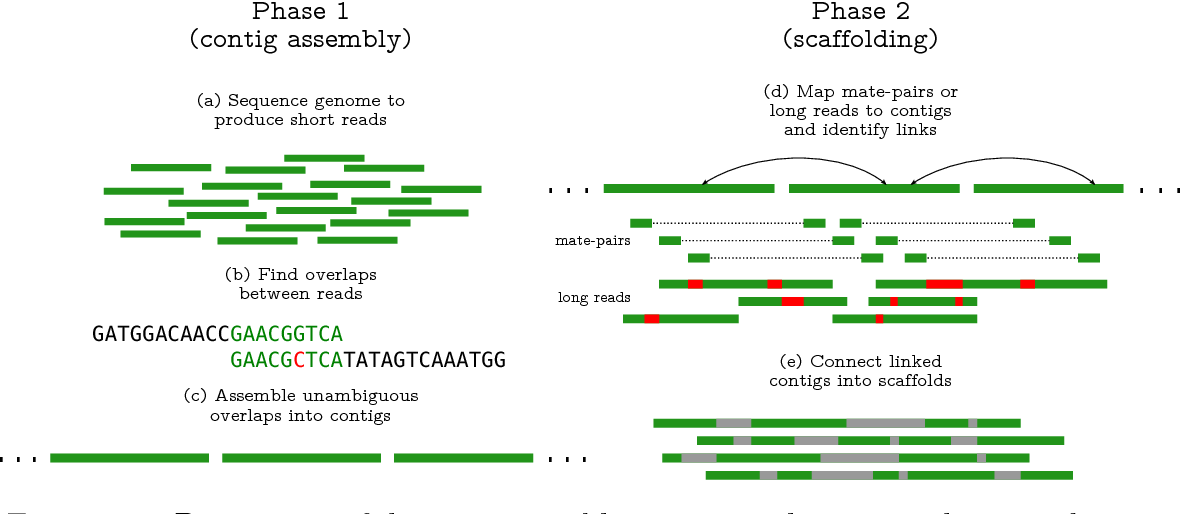 Phase 1
(contig assembly)
(a) Sequence genome to
produce short reads
(b) Find overlaps
between reads
GATGGACAACCGAACGGTCA
GAACGCTCATATAGTCAAATGG
(c) Assemble unambiguous
overlaps into contigs
Phase 2
(scaffolding)
(d) Map mate-pairs or
long reads to contigs
and identify links
mate-pairs
long reads
(e) Connect linked
contigs into scaffolds